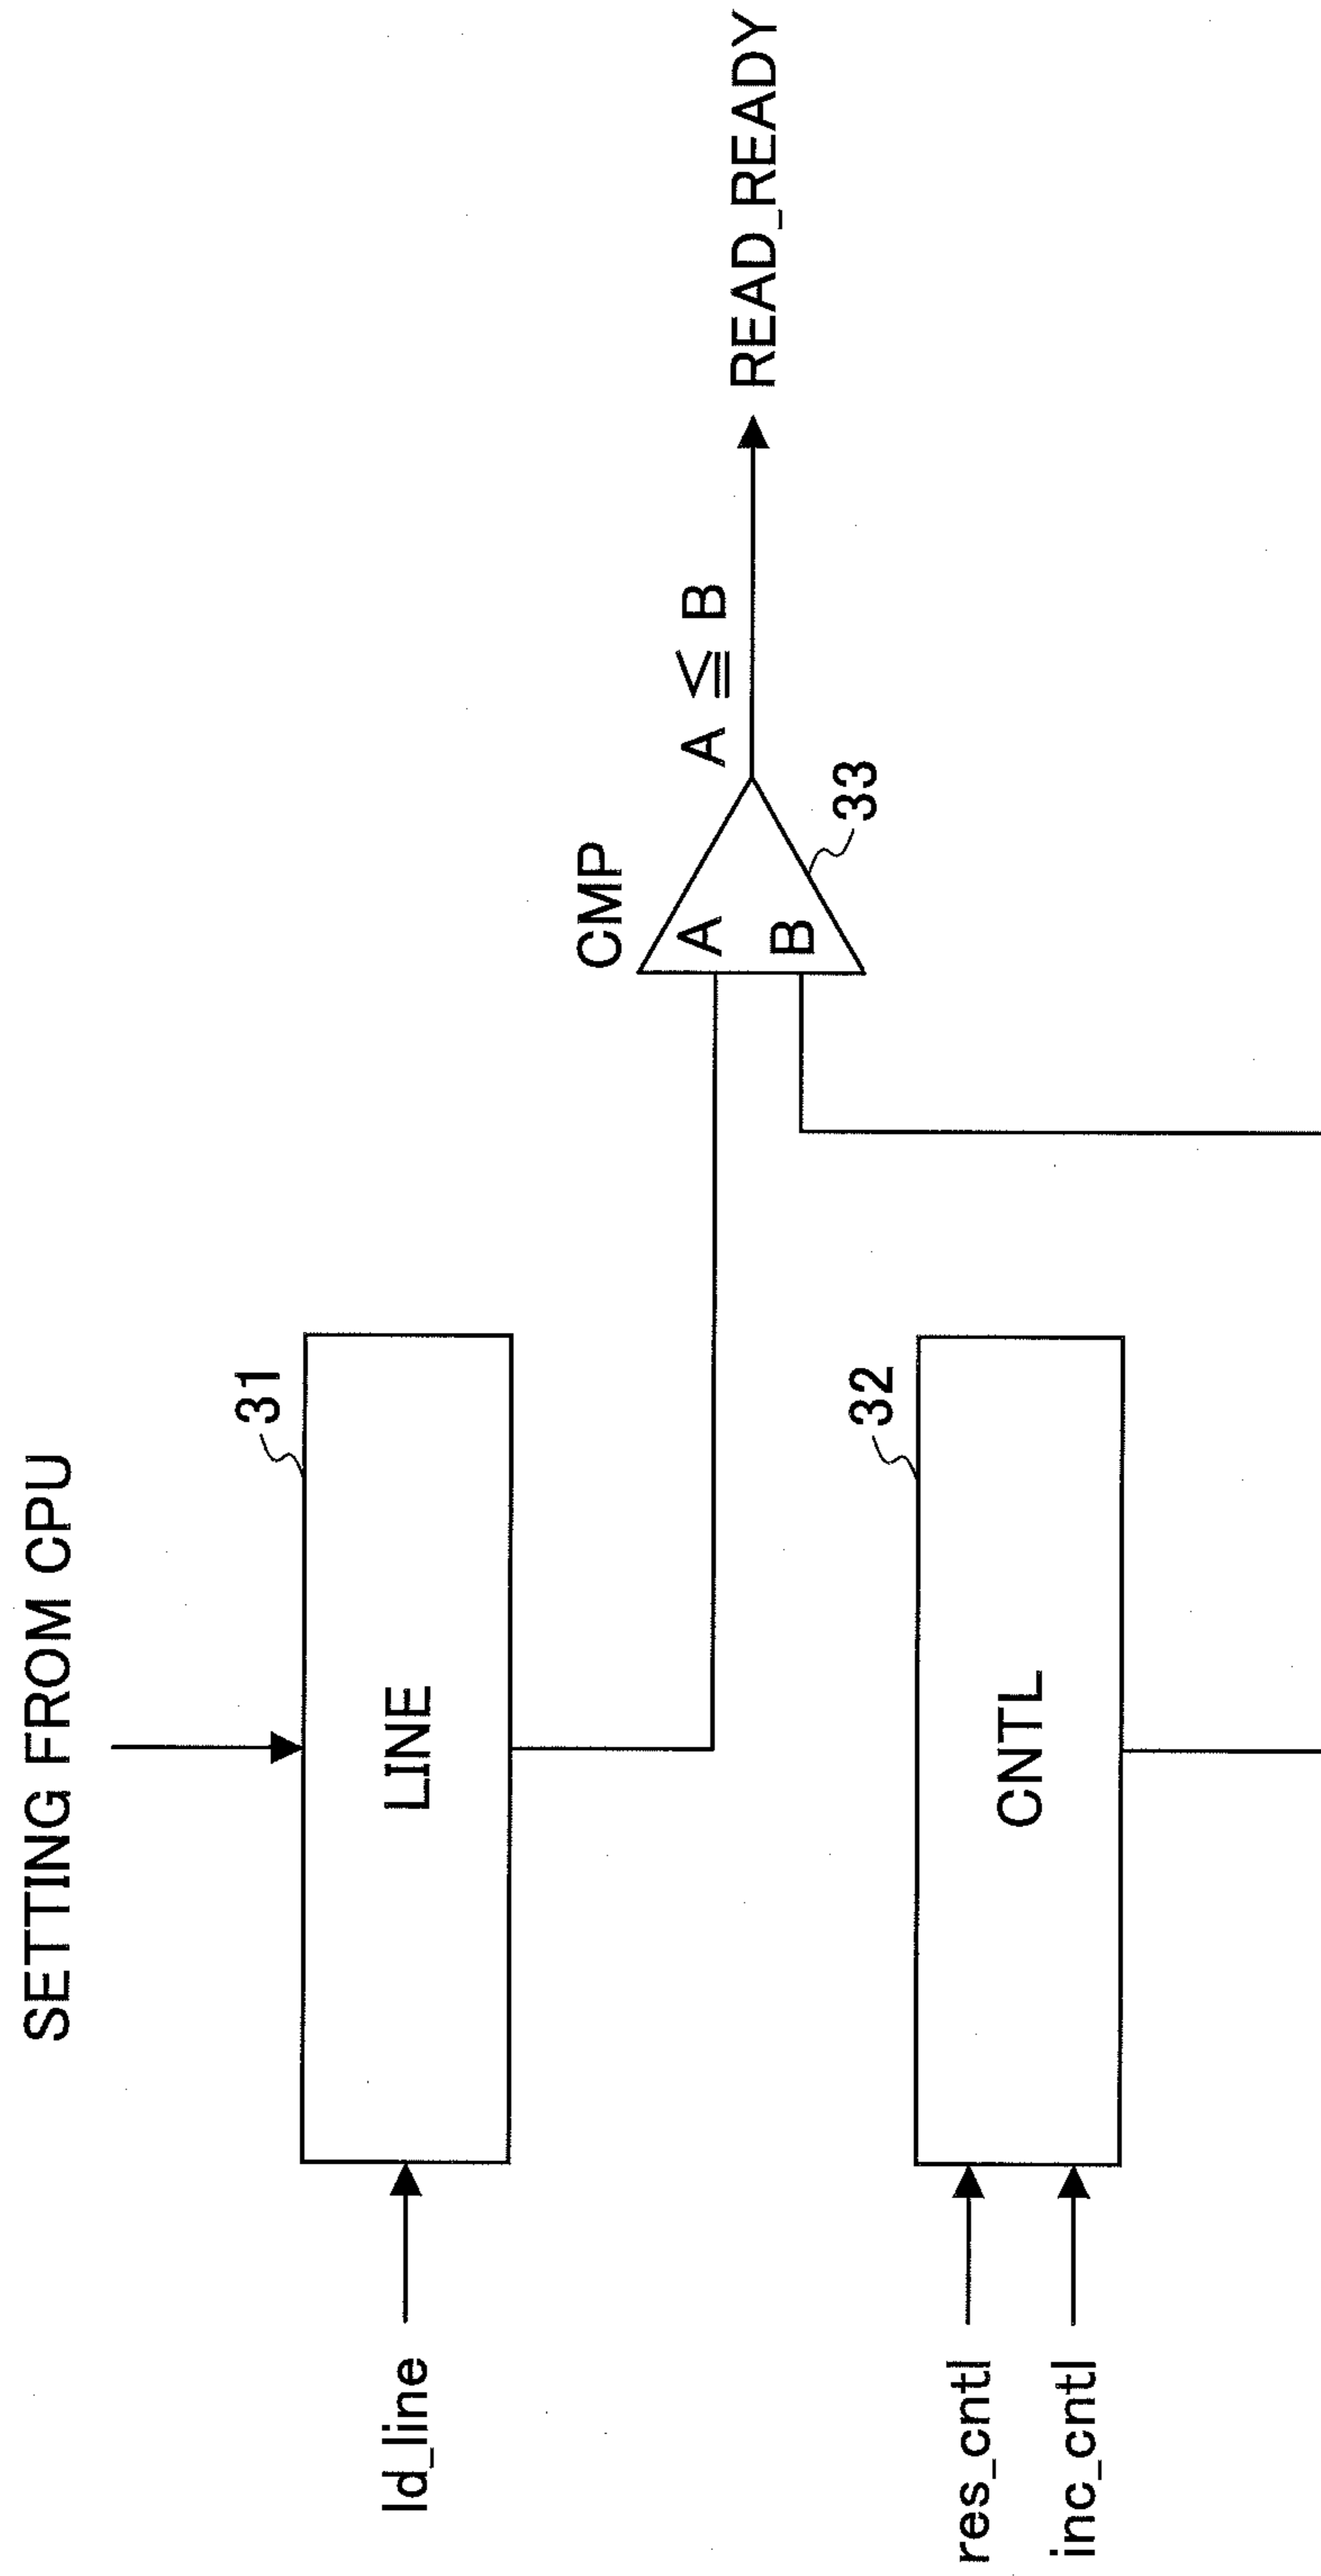 SETTING FROM CPU
31
ld_line
LINE
CMP
A ≦ B
A
B
33
READ_READY
32
res_cntl
inc_cntl
CNTL